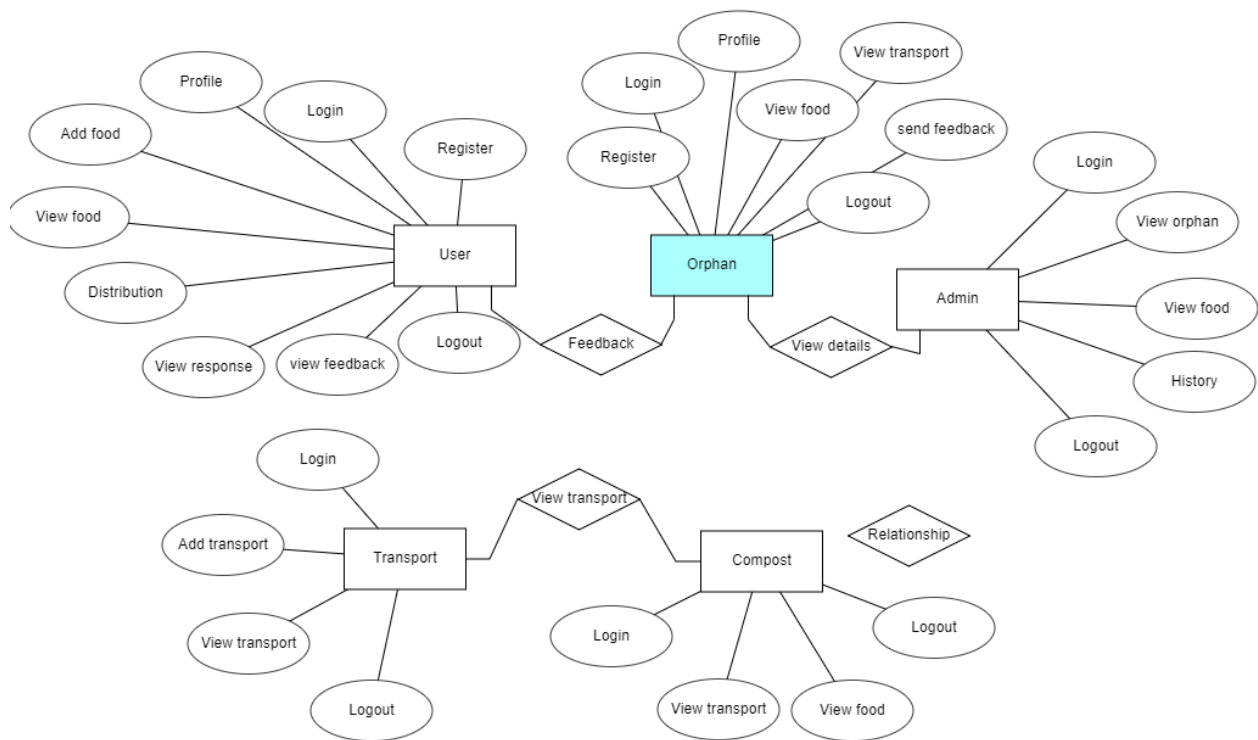 Profile
Login
Add food
Register
View food
User
Distribution
View response
view feedback
Logout
Feedback
Profile
View transport
Login
View food
send feedback
Register
Logout
Orphan
View details
Login
View orphan
Admin
View food
History
Logout
Login
View transport
Add transport
Transport
View transport
Logout
Compost
Relationship
Login
Logout
View transport
View food